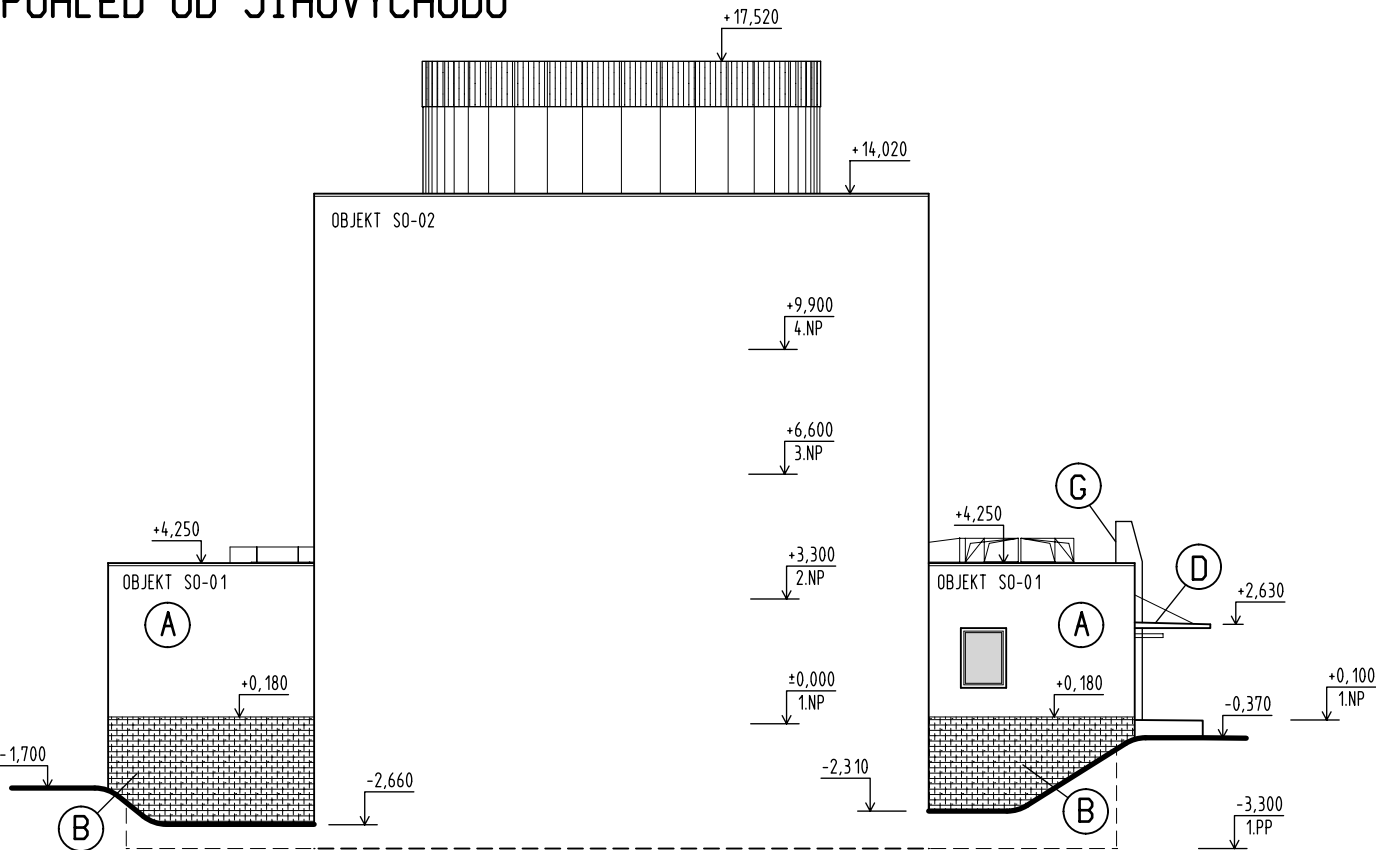 POHLED OD JIHOVÝCHODU
+17,520
+14,020
OBJEKT SO-02
+9,900
4.NP
+6,600
3.NP
G
+4,250
+4,250
+3,300
2.NP
D
OBJEKT SO-01
OBJEKT SO-01
+2,630
A
A
+0,180
±0,000
1.NP
+0,180
+0,100
1.NP
-0,370
-1,700
-2,660
-2,310
B
B
-3,300
1.PP